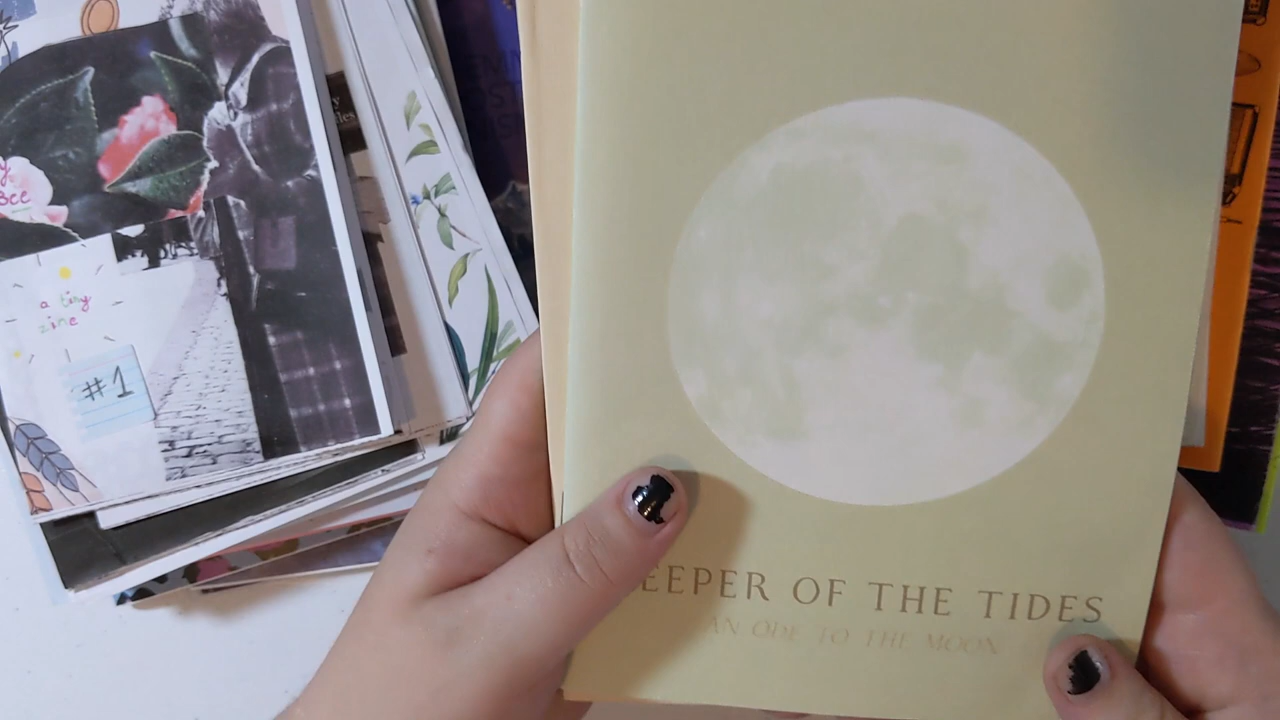 a tiny
zine
#1
EEPER OF THE TIDES
AN ODE TO THE MOON